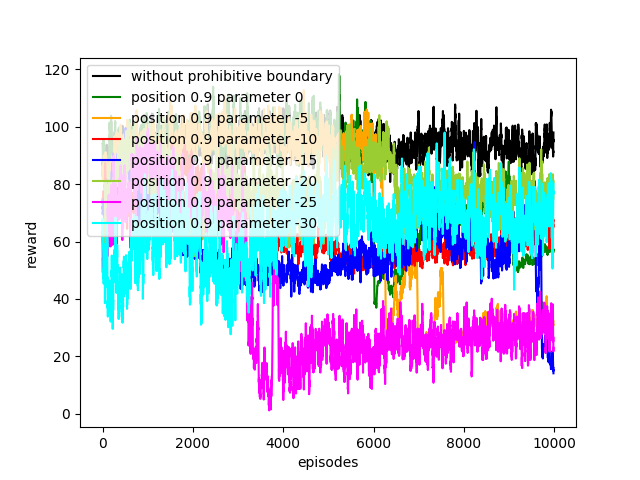 120
100
80
60
40
20
0
reward
without prohibitive boundary
position 0.9 parameter 0
position 0.9 parameter -5
position 0.9 parameter -10
position 0.9 parameter -15
position 0.9 parameter -20
position 0.9 parameter -25
position 0.9 parameter -30
0 2000 4000 6000 8000 10000
episodes